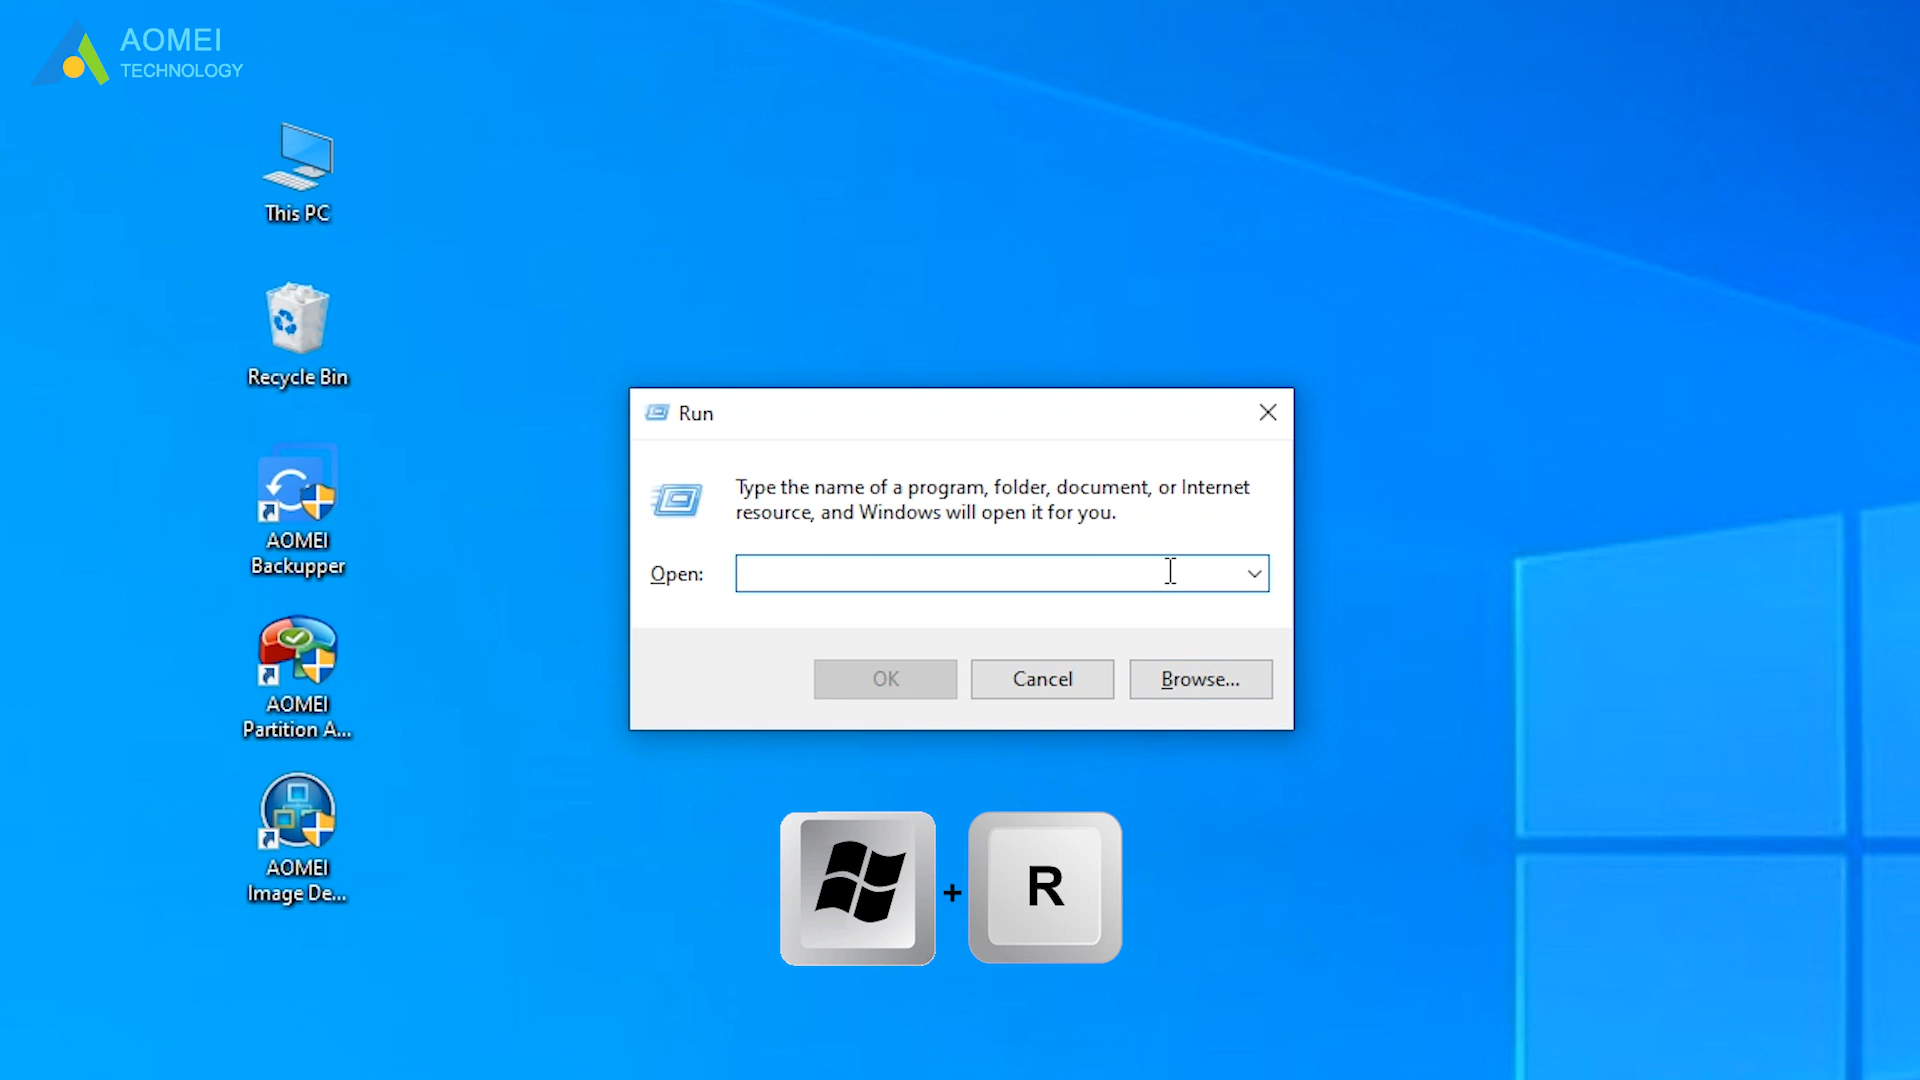 AOMEI
TECHNOLOGY
This PC
Recycle Bin
AOMEI
Backupper
AOMEI
Partition A...
AOMEI
Image De...
Run
Type the name of a program, folder, document, or Internet
resource, and Windows will open it for you.
Open:
OK
Cancel
Browse...
+
R